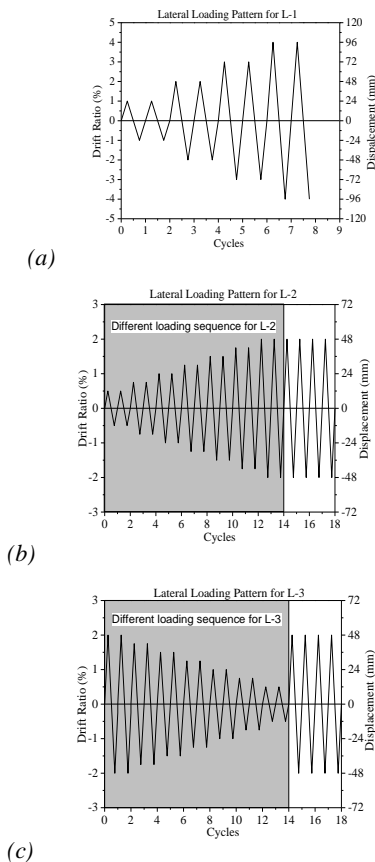 Lateral Loading Pattern for L-1
5
4
3
2
1
0
-1
-2
-3
-4
-5
Drift Ratio (%)
120
96
72
48
24
0
-24
-48
-72
-96
-120
Dispalcement (mm)
0 1 2 3 4 5 6 7 8 9
Cycles
(a)
Lateral Loading Pattern for L-2
Different loading sequence for L-2
3
2
1
0
-1
-2
-3
Drift Ratio (%)
72
48
24
0
-24
-48
-72
Displacement (mm)
0 2 4 6 8 10 12 14 16 18
Cycles
(b)
Lateral Loading Pattern for L-3
Different loading sequence for L-3
3
2
1
0
-1
-2
-3
Drift Ratio (%)
72
48
24
0
-24
-48
-72
Displacement (mm)
0 2 4 6 8 10 12 14 16 18
Cycles
(c)